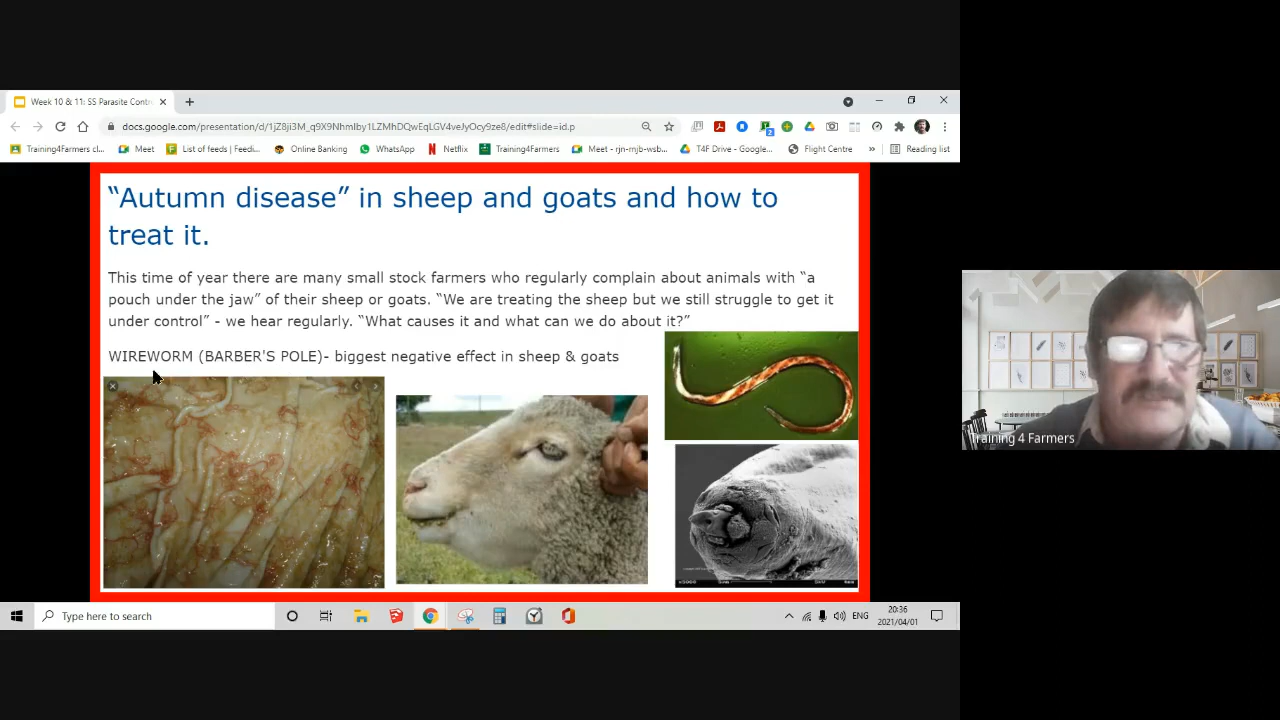 Week 10 & 11: SS Parasite Contr
docs.google.com/presentation/d/1jZ8ji3M_q9X9NhmIby1LZMhDQwEqLGV4veJyOcy9ze8/edit#slide=id.p
Training4Farmers cl...
Meet
List of feeds | Feedi...
Online Banking
WhatsApp
Netflix
Training4Farmers
Meet - rjn-mjb-wsb...
T4F Drive - Google...
Flight Centre
»
Reading list
“Autumn disease” in sheep and goats and how to
treat it.
This time of year there are many small stock farmers who regularly complain about animals with “a
pouch under the jaw” of their sheep or goats. “We are treating the sheep but we still struggle to get it
under control” - we hear regularly. “What causes it and what can we do about it?”
WIREWORM (BARBER'S POLE)- biggest negative effect in sheep & goats
Training 4 Farmers
Type here to search
ENG
20:36
2021/04/01